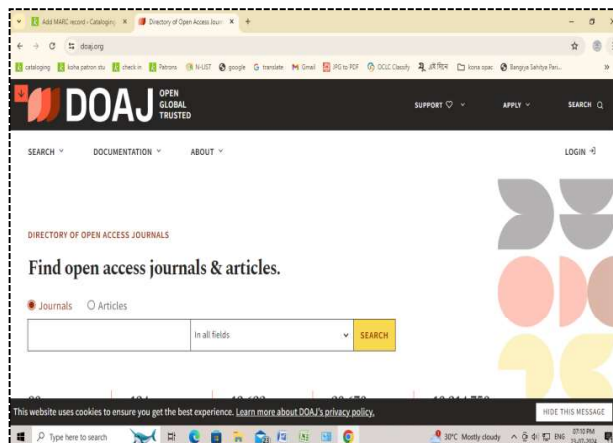 Add MARC record › Cataloging
Directory of Open Access Journ
doaj.org
cataloging
koha patron stu
check in
Patrons
N-LIST
google
translate
Gmail
JPG to PDF
OCLC Classify
koha opac
Bangiya Sahitya Pari...
DOAJ
OPEN
GLOBAL
TRUSTED
SUPPORT
APPLY
SEARCH
SEARCH
DOCUMENTATION
ABOUT
LOGIN
DIRECTORY OF OPEN ACCESS JOURNALS
Find open access journals & articles.
Journals
Articles
In all fields
SEARCH
This website uses cookies to ensure you get the best experience. Learn more about DOAJ's privacy policy.
HIDE THIS MESSAGE
Type here to search
30°C Mostly cloudy
ENG
07:10 PM
23-07-2024